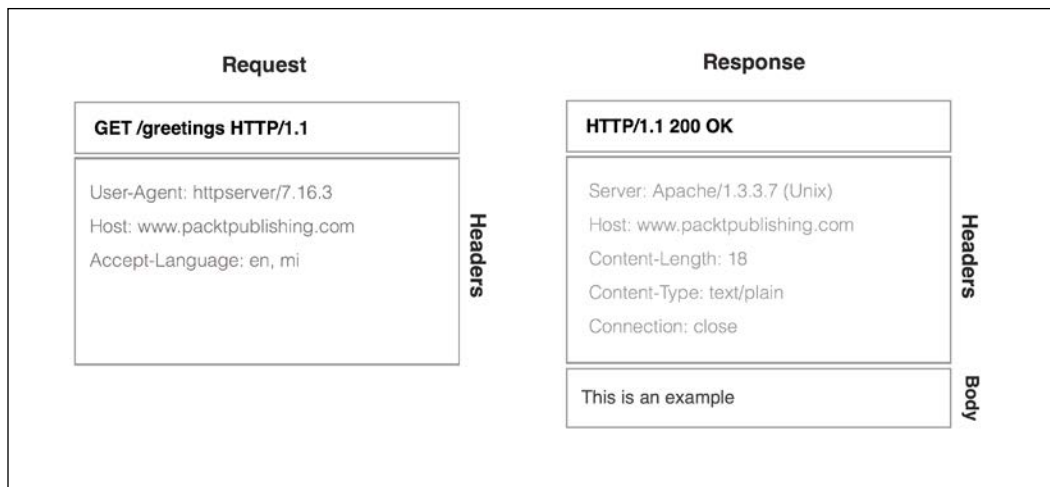 Request
GET /greetings HTTP/1.1
User-Agent: httpserver/7.16.3
Host: www.packtpublishing.com
Accept-Language: en, mi
Headers
Response
HTTP/1.1 200 OK
Server: Apache/1.3.3.7 (Unix)
Host: www.packtpublishing.com
Content-Length: 18
Content-Type: text/plain
Connection: close
Headers
This is an example
Body